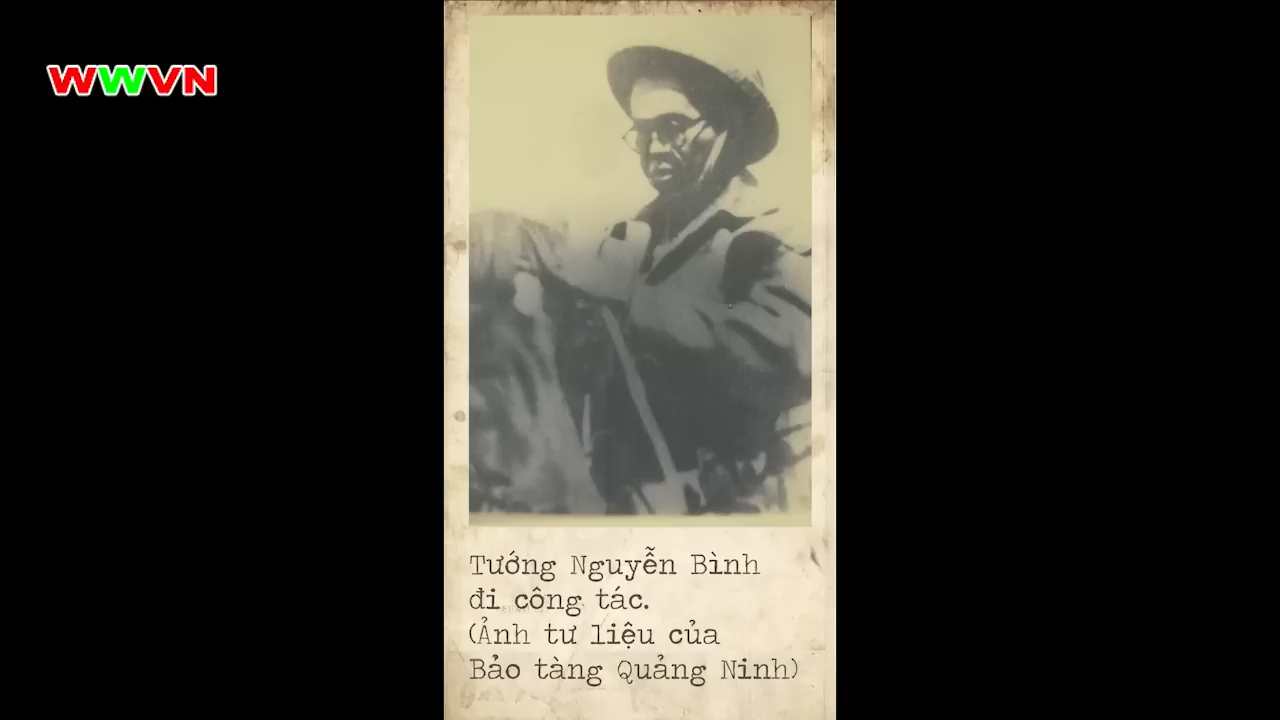 WWVN
Tướng Nguyễn Bình
đi công tác.
(Ảnh tư liệu của
Bảo tàng Quảng Ninh)